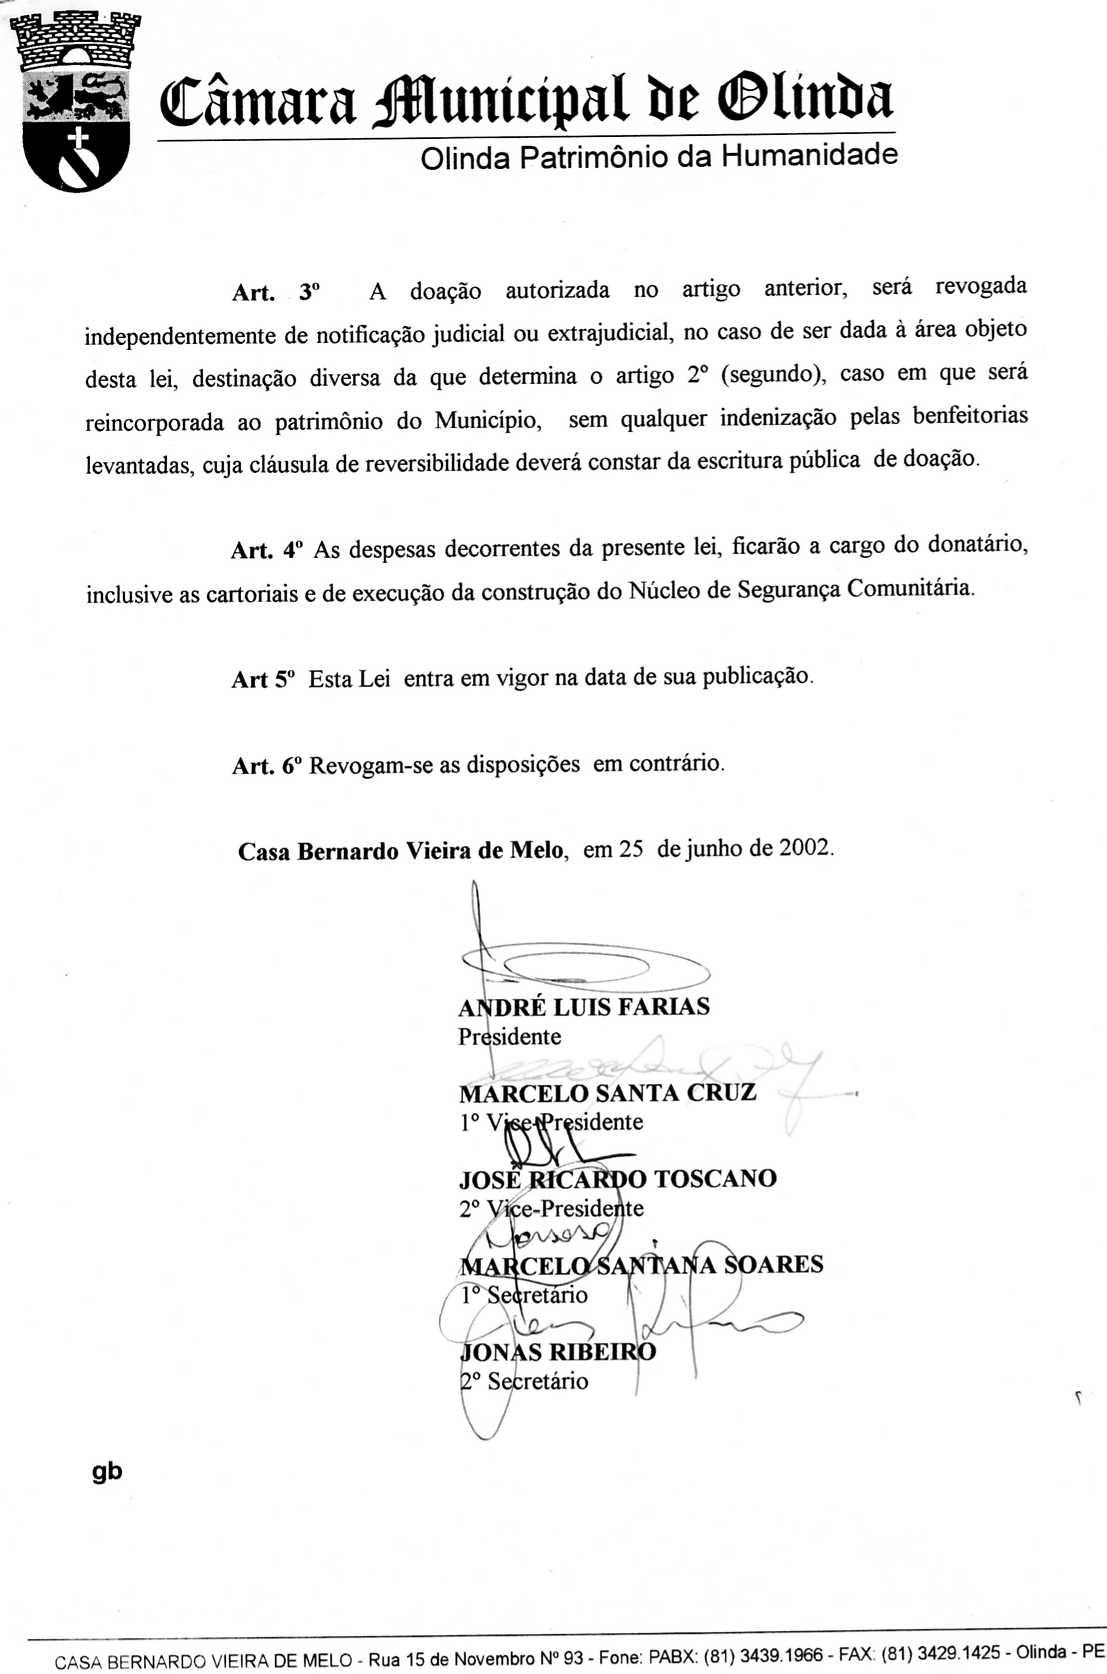 Câmara Municipal de Olinda
Olinda Patrimônio da Humanidade
Art. 3º A doação autorizada no artigo anterior, será revogada
independentemente de notificação judicial ou extrajudicial, no caso de ser dada à área objeto
desta lei, destinação diversa da que determina o artigo 2º (segundo), caso em que será
reincorporada ao patrimônio do Município, sem qualquer indenização pelas benfeitorias
levantadas, cuja cláusula de reversibilidade deverá constar da escritura pública de doação.
Art. 4º As despesas decorrentes da presente lei, ficarão a cargo do donatário,
inclusive as cartoriais e de execução da construção do Núcleo de Segurança Comunitária.
Art 5º Esta Lei entra em vigor na data de sua publicação.
Art. 6º Revogam-se as disposições em contrário.
Casa Bernardo Vieira de Melo, em 25 de junho de 2002.
ANDRÉ LUIS FARIAS
Presidente
MARCELO SANTA CRUZ
1º Vice-Presidente
JOSÉ RICARDO TOSCANO
2º Vice-Presidente
MARCELO SANTANA SOARES
1º Secretário
JONAS RIBEIRO
2º Secretário
gb
CASA BERNARDO VIEIRA DE MELO - Rua 15 de Novembro Nº 93 - Fone: PABX: (81) 3439.1966 - FAX: (81) 3429.1425 - Olinda - PE